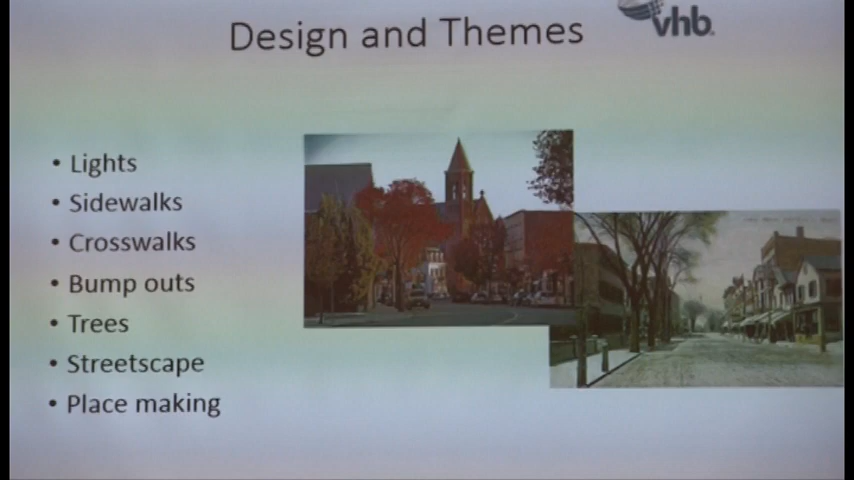 Design and Themes
vhb
• Lights
• Sidewalks
• Crosswalks
• Bump outs
• Trees
• Streetscape
• Place making